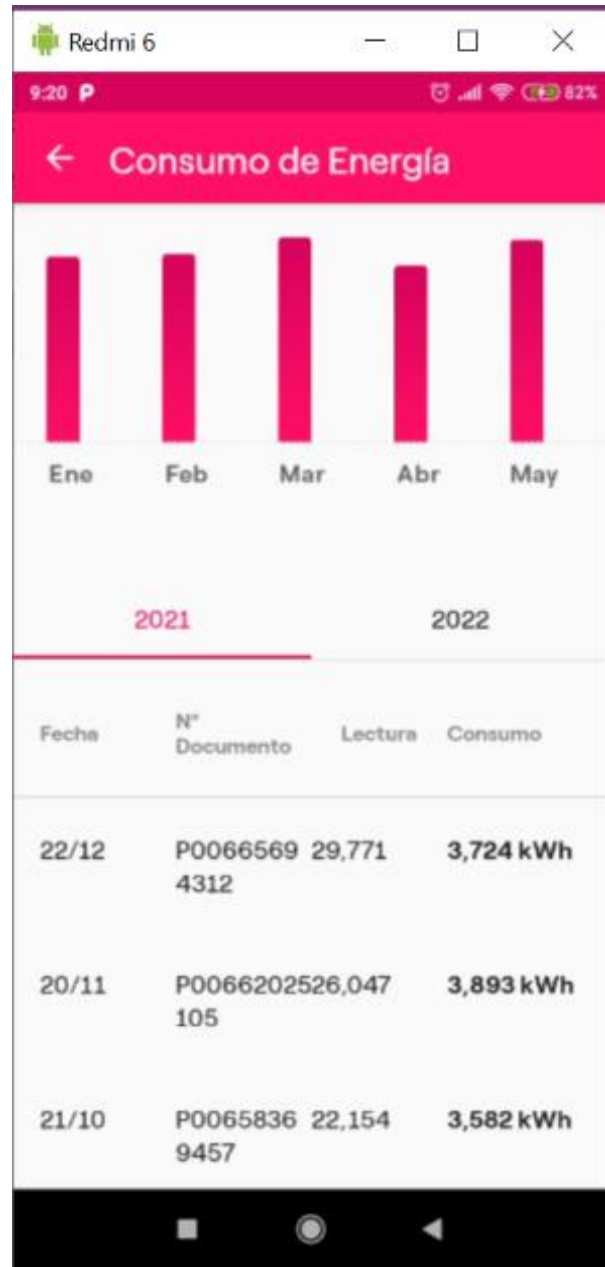 Redmi 6
9:20 P 82%
Consumo de Energía
Ene Feb Mar Abr May
2021 2022
Fecha N° Documento Lectura Consumo
22/12 P0066569 29,771 3,724 kWh
4312
20/11 P0066202526,047 3,893 kWh
105
21/10 P0065836 22,154 3,582 kWh
9457